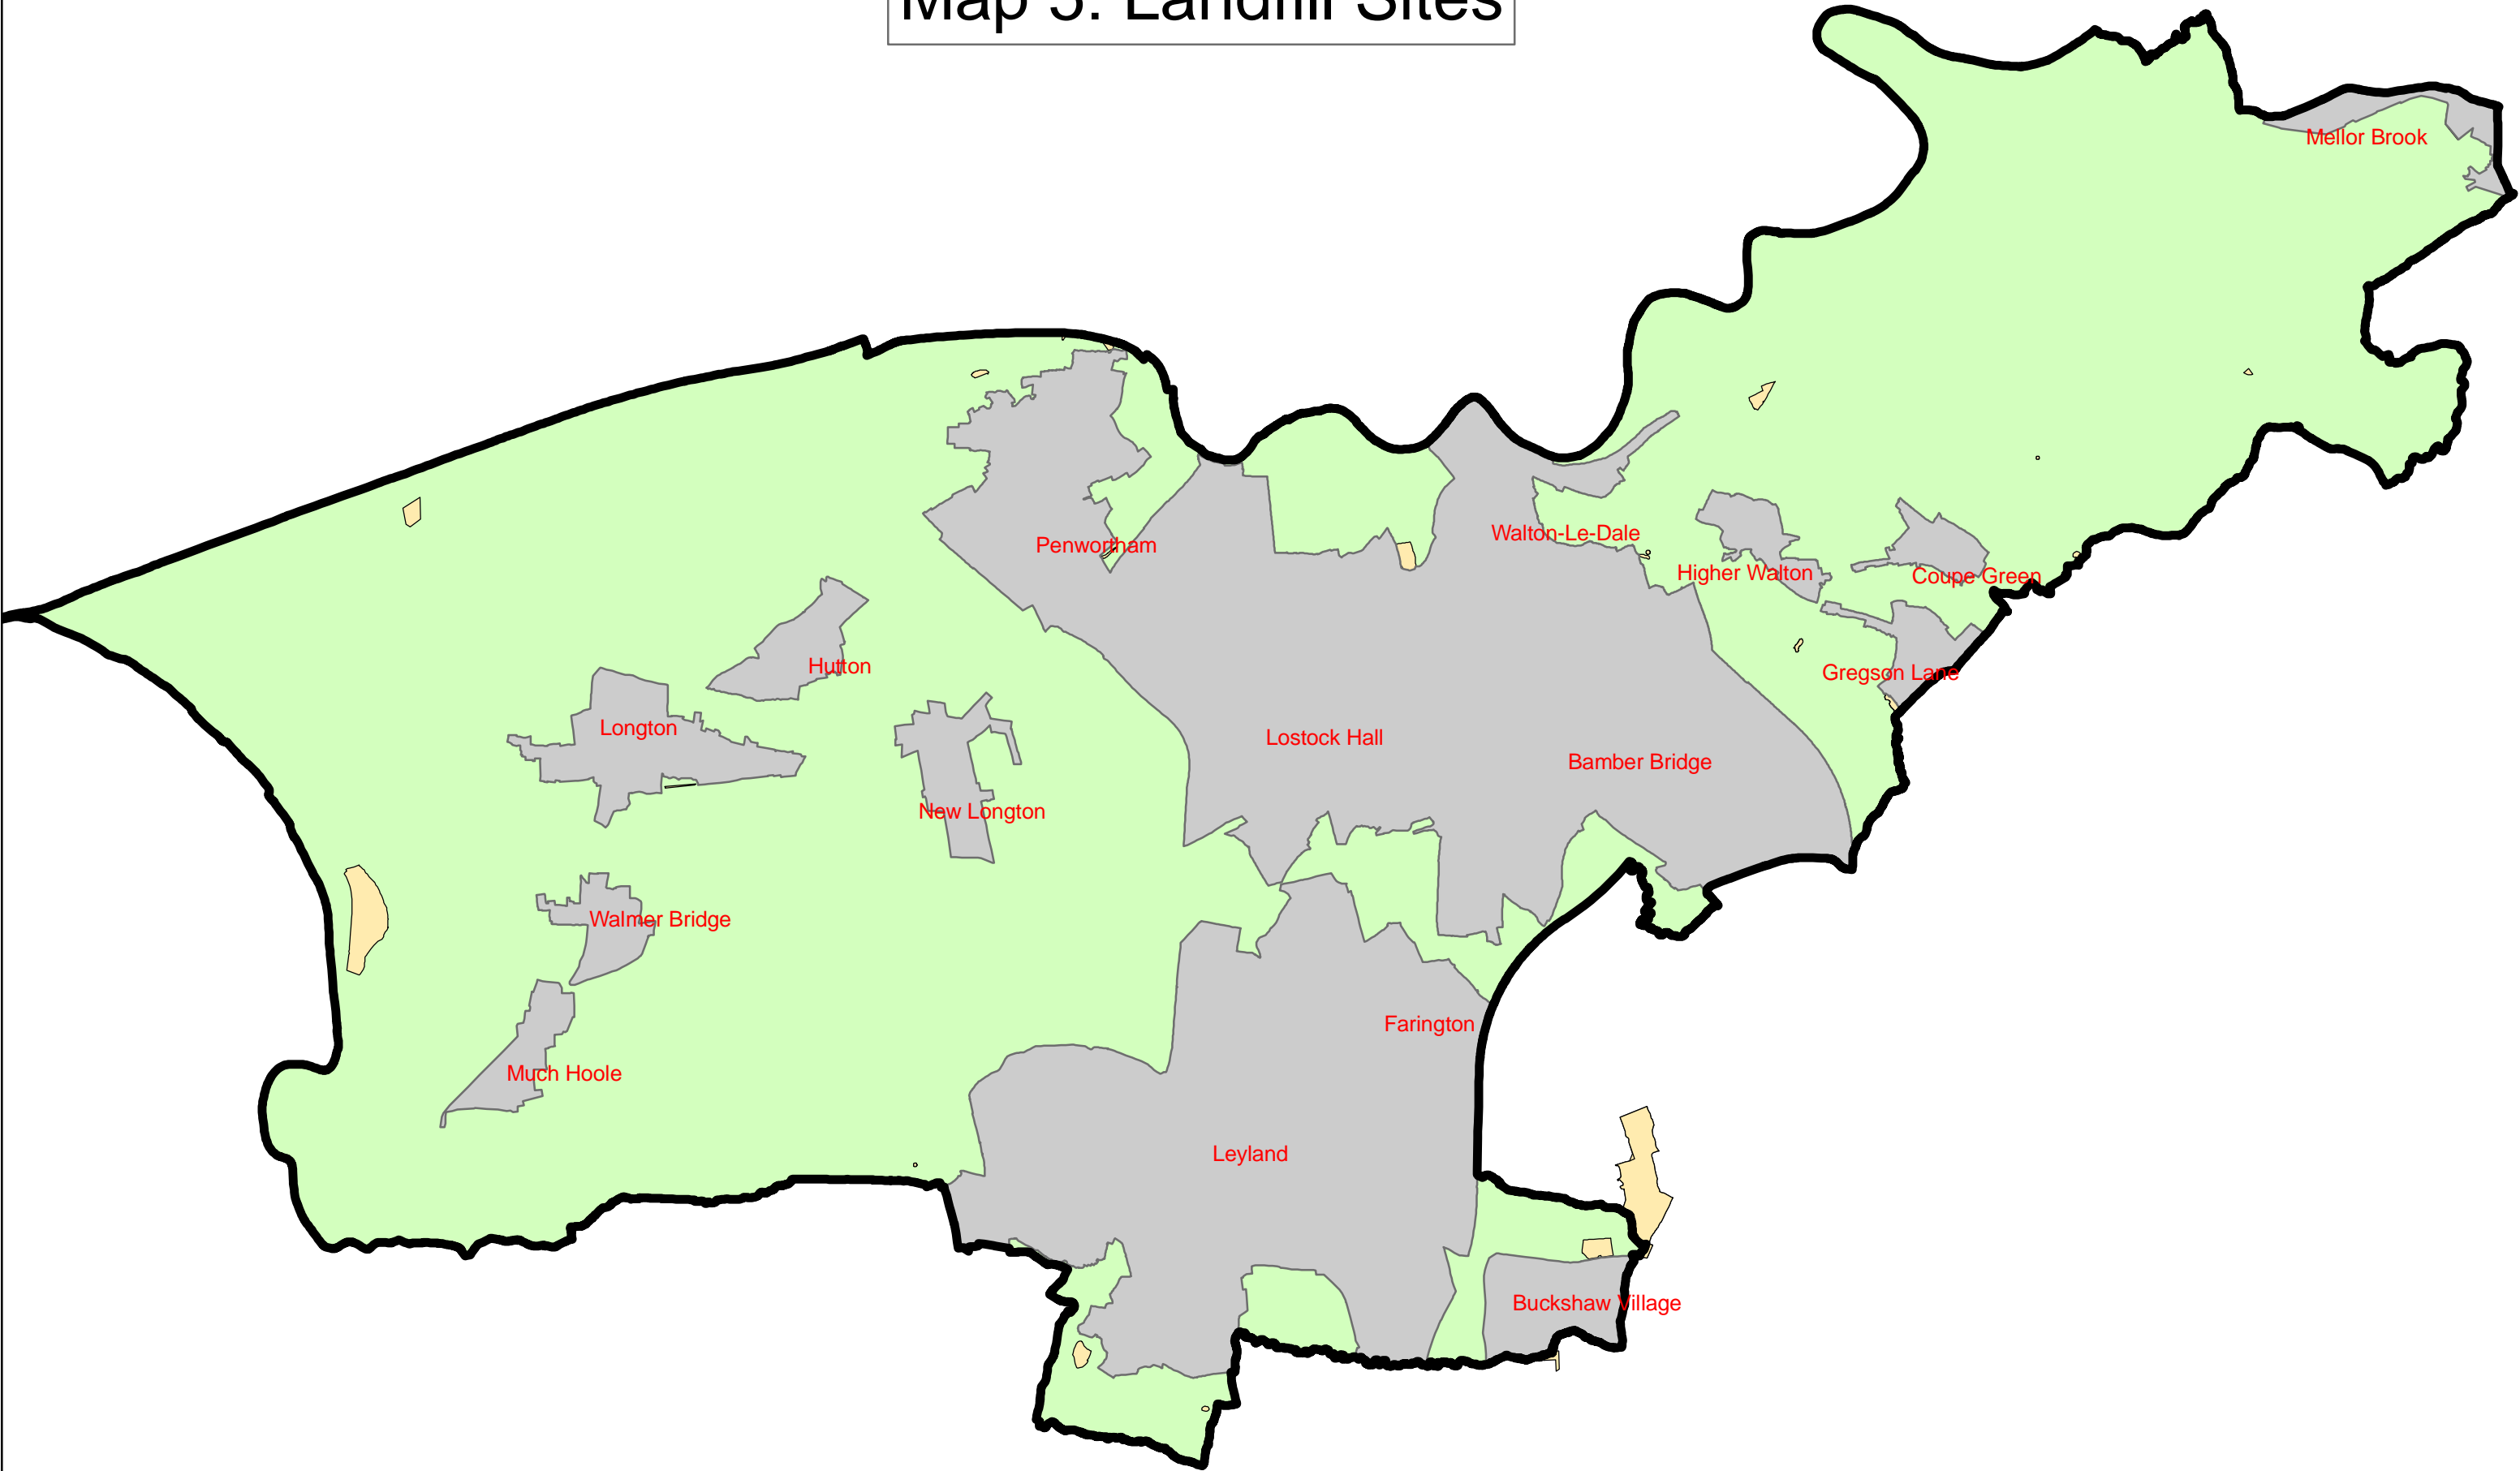 Map 3: Landfill Sites
Mellor Brook
Penwortham
Walton-Le-Dale
Higher Walton
Coupe Green
Hutton
Gregson Lane
Longton
Lostock Hall
Bamber Bridge
New Longton
Walmer Bridge
Farington
Much Hoole
Leyland
Buckshaw Village